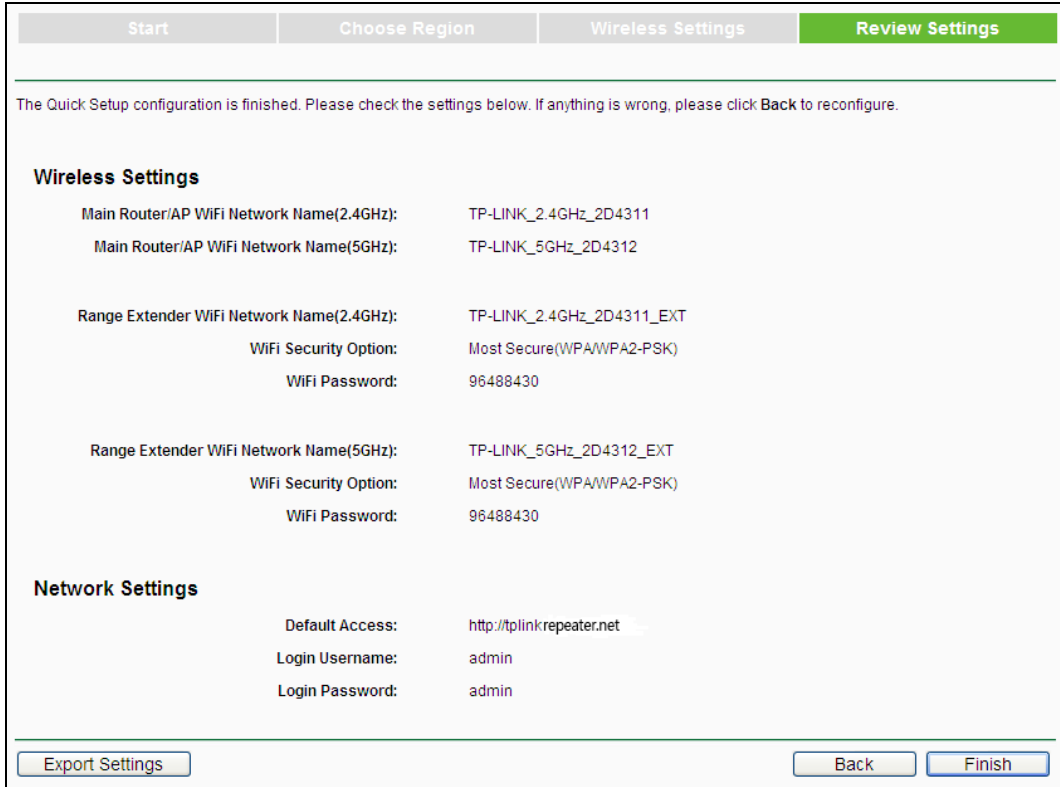 Start Choose Region Wireless Settings Review Settings
The Quick Setup configuration is finished. Please check the settings below. If anything is wrong, please click Back to reconfigure.
Wireless Settings
Main Router/AP WiFi Network Name(2.4GHz): TP-LINK_2.4GHz_2D4311
Main Router/AP WiFi Network Name(5GHz): TP-LINK_5GHz_2D4312
Range Extender WiFi Network Name(2.4GHz): TP-LINK_2.4GHz_2D4311_EXT
WiFi Security Option: Most Secure(WPA/WPA2-PSK)
WiFi Password: 96488430
Range Extender WiFi Network Name(5GHz): TP-LINK_5GHz_2D4312_EXT
WiFi Security Option: Most Secure(WPA/WPA2-PSK)
WiFi Password: 96488430
Network Settings
Default Access: http://tplinkrepeater.net
Login Username: admin
Login Password: admin
Export Settings Back Finish